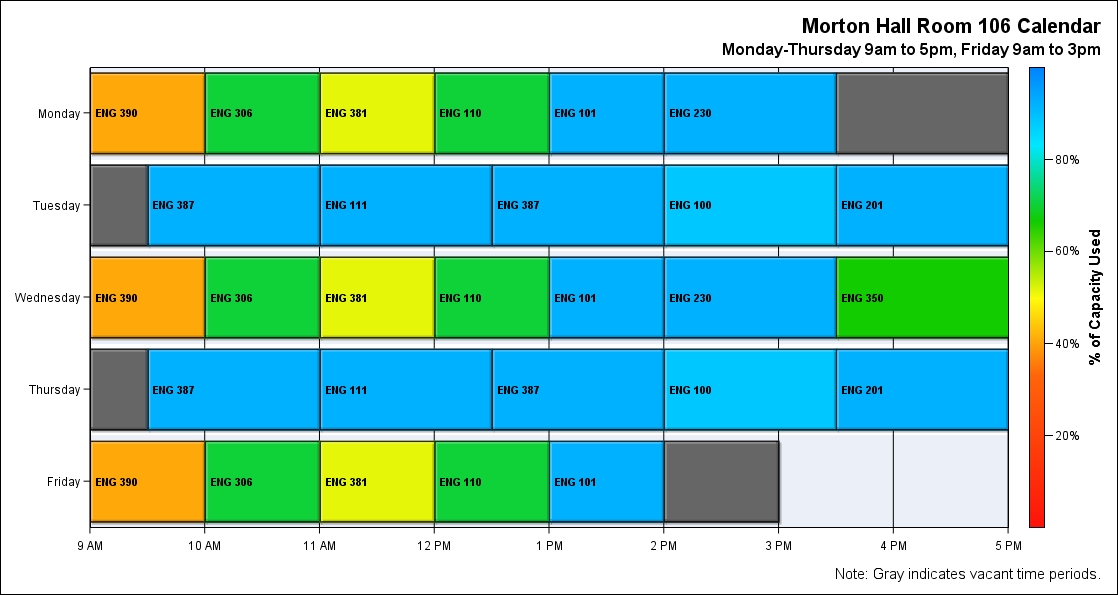 Morton Hall Room 106 Calendar
Monday-Thursday 9am to 5pm, Friday 9am to 3pm
Monday
ENG 390
ENG 306
ENG 381
ENG 110
ENG 101
ENG 230
Tuesday
ENG 387
ENG 111
ENG 387
ENG 100
ENG 201
Wednesday
ENG 390
ENG 306
ENG 381
ENG 110
ENG 101
ENG 230
ENG 350
Thursday
ENG 387
ENG 111
ENG 387
ENG 100
ENG 201
Friday
ENG 390
ENG 306
ENG 381
ENG 110
ENG 101
9 AM
10 AM
11 AM
12 PM
1 PM
2 PM
3 PM
4 PM
5 PM
80%
60%
40%
20%
% of Capacity Used
Note: Gray indicates vacant time periods.